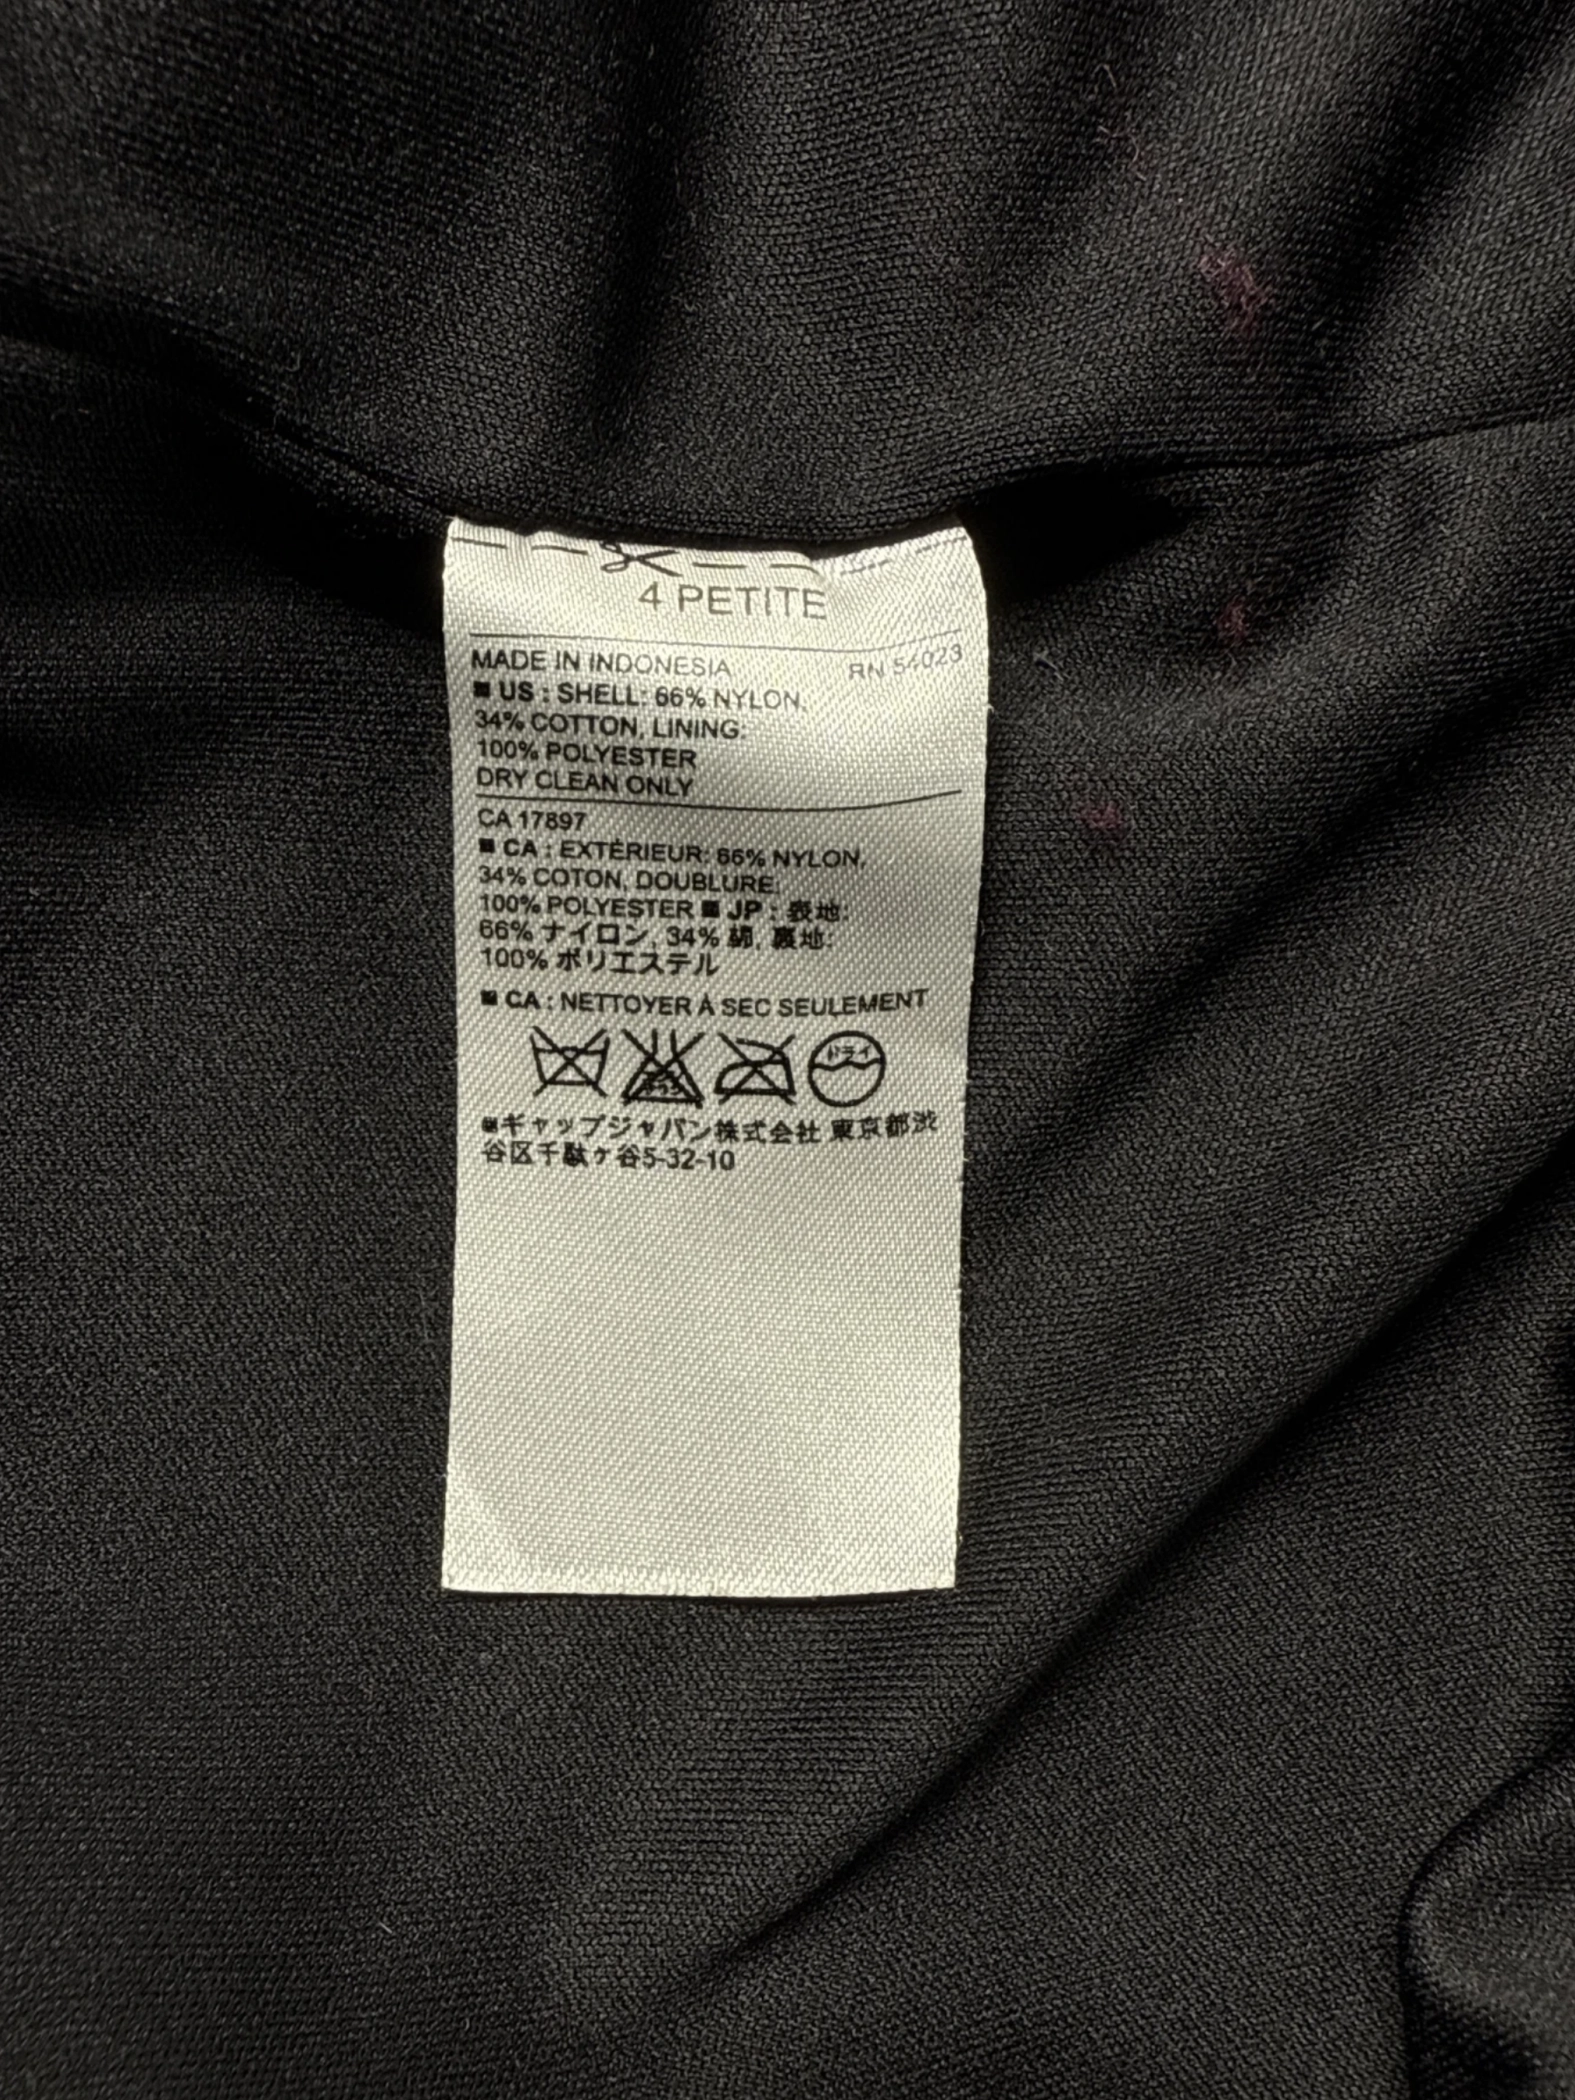 4 PETITE
MADE IN INDONESIA RN 54023
■ US : SHELL: 66% NYLON,
34% COTTON, LINING:
100% POLYESTER
DRY CLEAN ONLY
CA 17897
■ CA : EXTÉRIEUR: 66% NYLON,
34% COTON, DOUBLURE:
100% POLYESTER ■ JP : 表地:
66% ナイロン, 34% 綿, 裏地:
100% ポリエステル
■ CA : NETTOYER À SEC SEULEMENT
ドライ
■ギャップジャパン株式会社 東京都渋
谷区千駄ヶ谷5-32-10